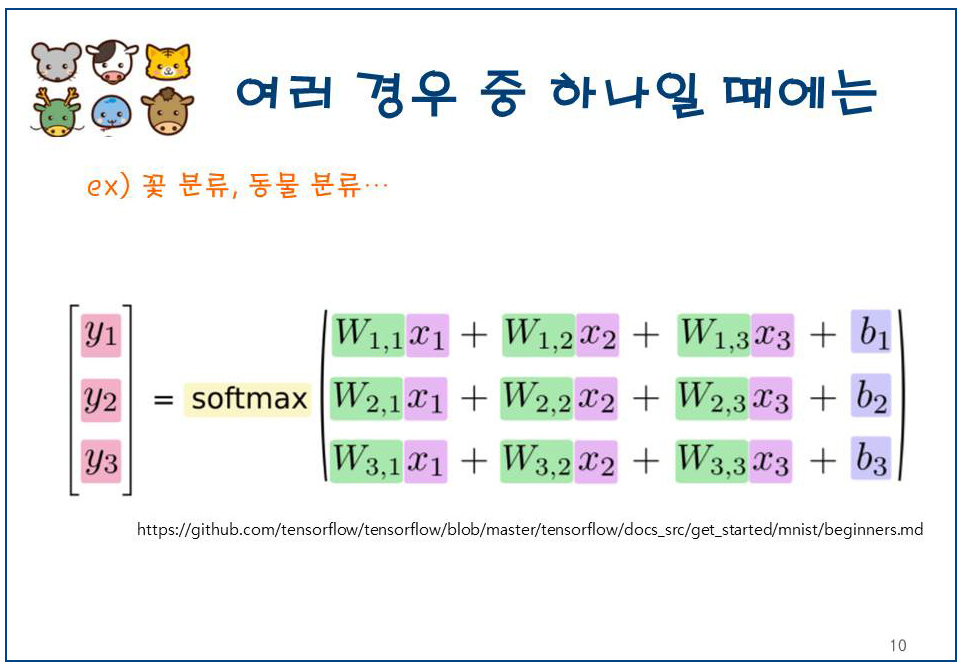 여러 경우 중 하나일 때에는
ex) 꽃 분류, 동물 분류…
y1 W1,1x1 + W1,2x2 + W1,3x3 + b1
y2 = softmax W2,1x1 + W2,2x2 + W2,3x3 + b2
y3 W3,1x1 + W3,2x2 + W3,3x3 + b3
https://github.com/tensorflow/tensorflow/blob/master/tensorflow/docs_src/get_started/mnist/beginners.md
10